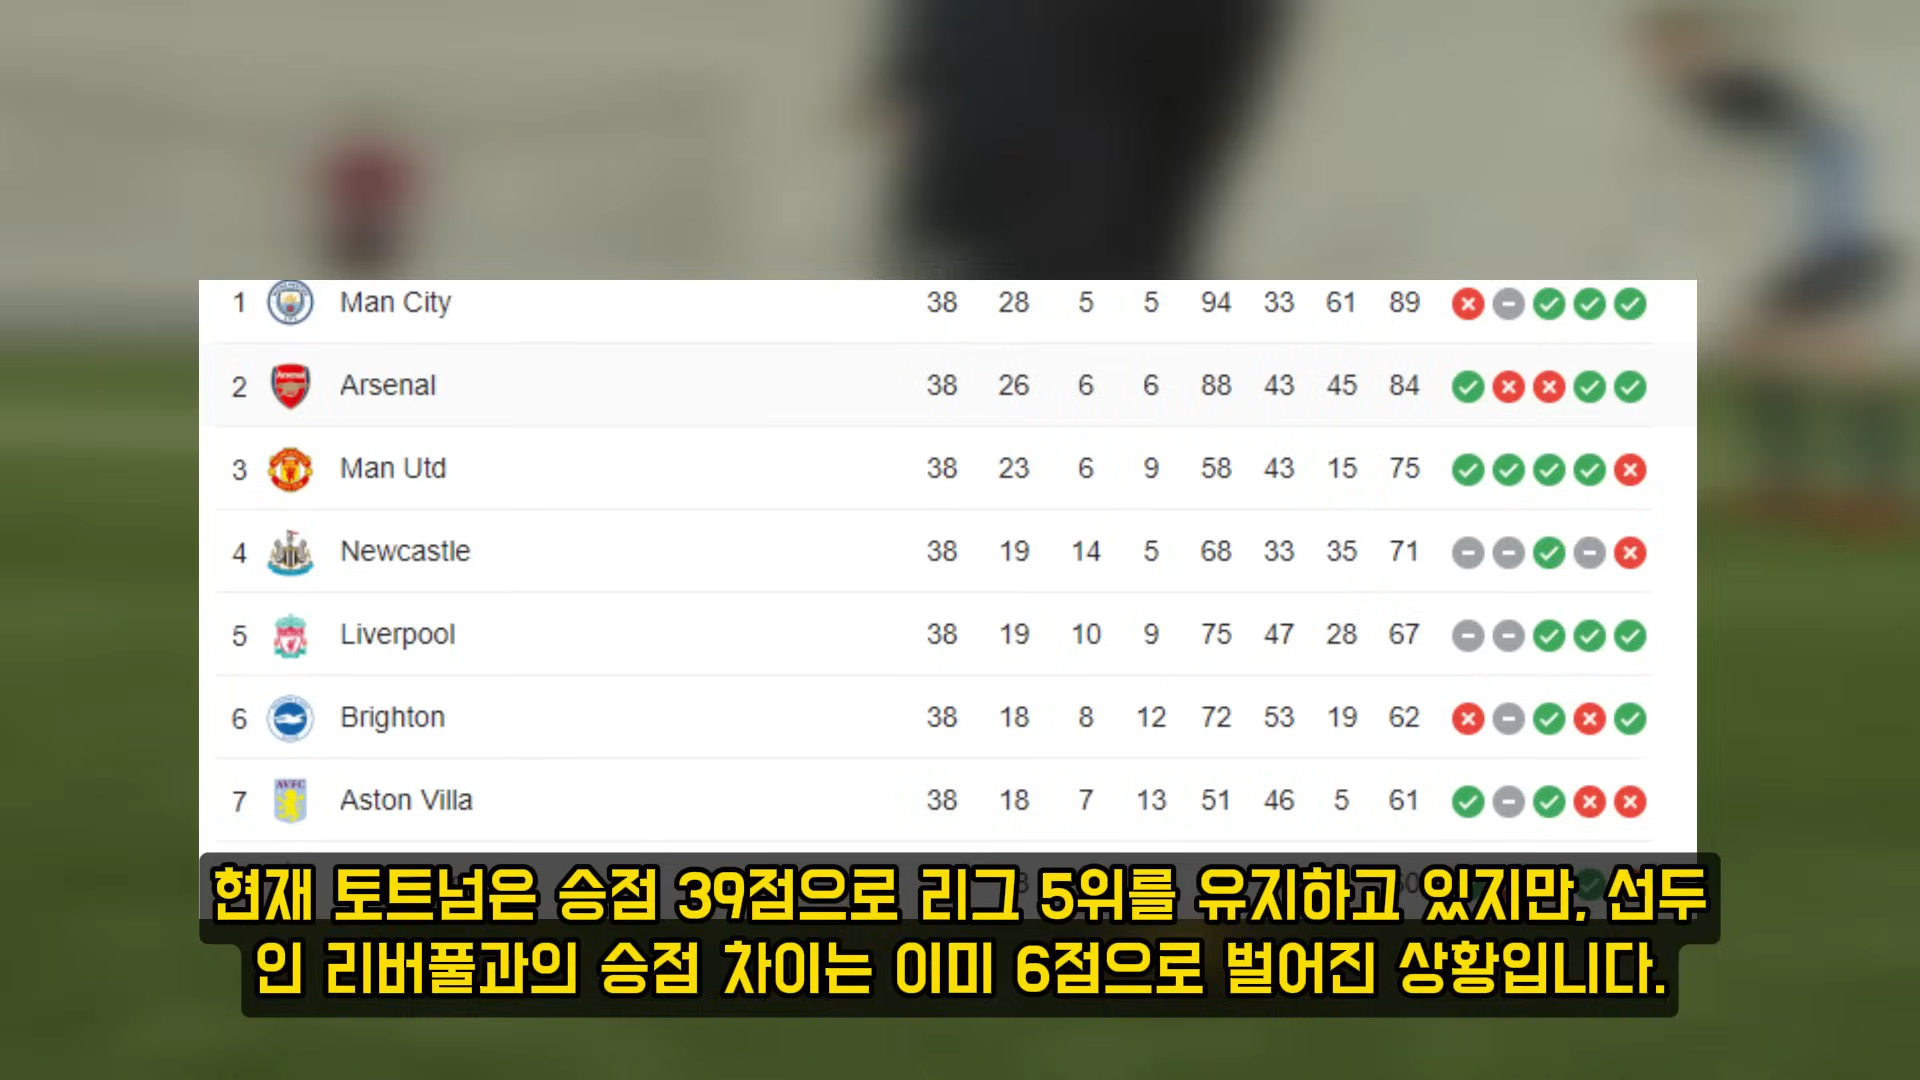 1 Man City 38 28 5 5 94 33 61 89
2 Arsenal 38 26 6 6 88 43 45 84
3 Man Utd 38 23 6 9 58 43 15 75
4 Newcastle 38 19 14 5 68 33 35 71
5 Liverpool 38 19 10 9 75 47 28 67
6 Brighton 38 18 8 12 72 53 19 62
7 Aston Villa 38 18 7 13 51 46 5 61
현재 토트넘은 승점 39점으로 리그 5위를 유지하고 있지만, 선두
인 리버풀과의 승점 차이는 이미 6점으로 벌어진 상황입니다.